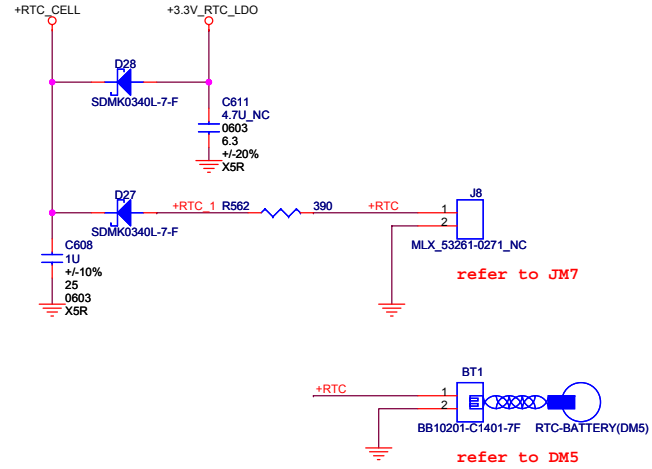 +RTC_CELL
+3.3V_RTC_LDO
D28
SDMK0340L-7-F
C611
4.7U_NC
0603
6.3
+/-20%
X5R
D27
SDMK0340L-7-F
+RTC_1
R562
390
+RTC
1
2
J8
MLX_53261-0271_NC
refer to JM7
C608
1U
+/-10%
25
0603
X5R
+RTC
1
2
BT1
BB10201-C1401-7F
RTC-BATTERY(DM5)
refer to DM5